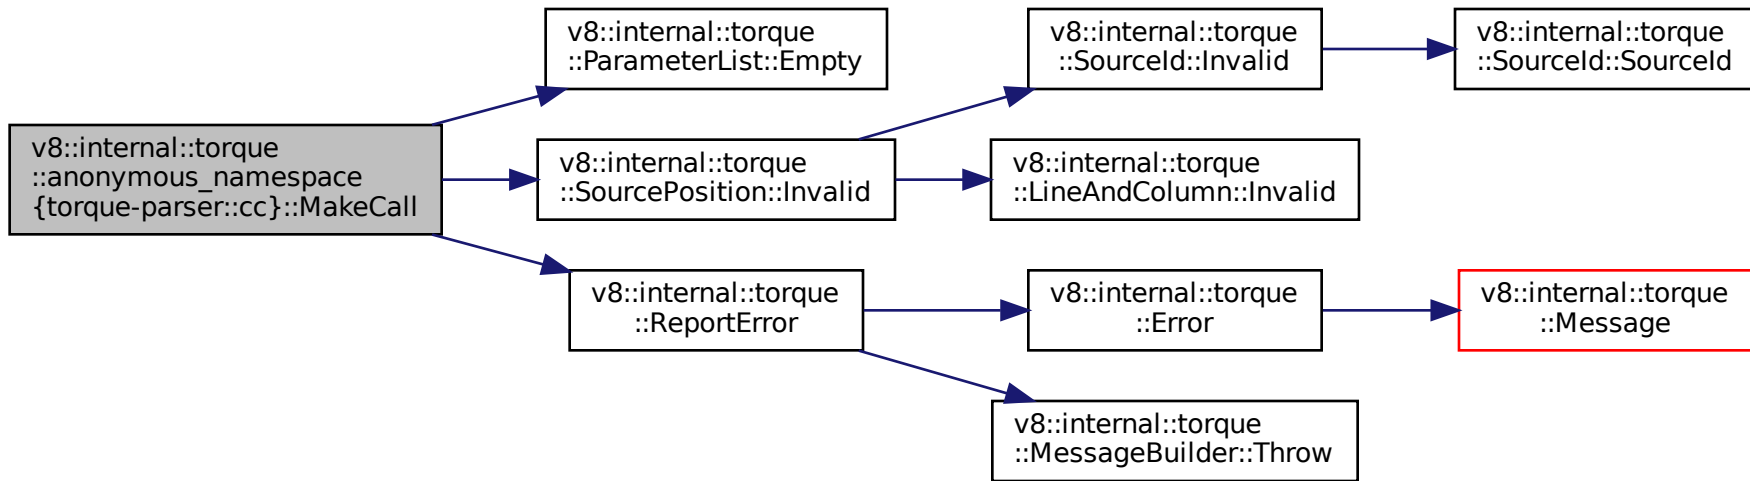 v8::internal::torque
::anonymous_namespace
{torque-parser::cc}::MakeCall
v8::internal::torque
::ParameterList::Empty
v8::internal::torque
::SourcePosition::Invalid
v8::internal::torque
::ReportError
v8::internal::torque
::SourceId::Invalid
v8::internal::torque
::LineAndColumn::Invalid
v8::internal::torque
::Error
v8::internal::torque
::MessageBuilder::Throw
v8::internal::torque
::SourceId::SourceId
v8::internal::torque
::Message